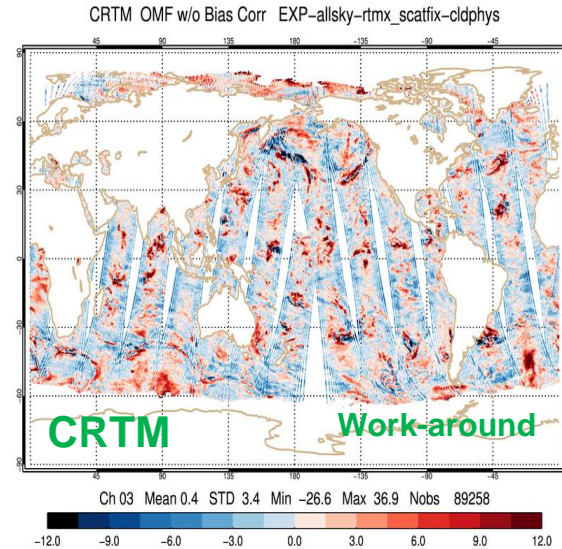 CRTM OMF w/o Bias Corr EXP-allsky-rtmx_scatfix-cldphys
45 90 135 180 -135 -90 -45
90
60
30
0
-30
-60
-90
CRTM Work-around
45 90 135 180 -135 -90 -45
Ch 03 Mean 0.4 STD 3.4 Min -26.6 Max 36.9 Nobs 89258
-12.0 -9.0 -6.0 -3.0 0.0 3.0 6.0 9.0 12.0